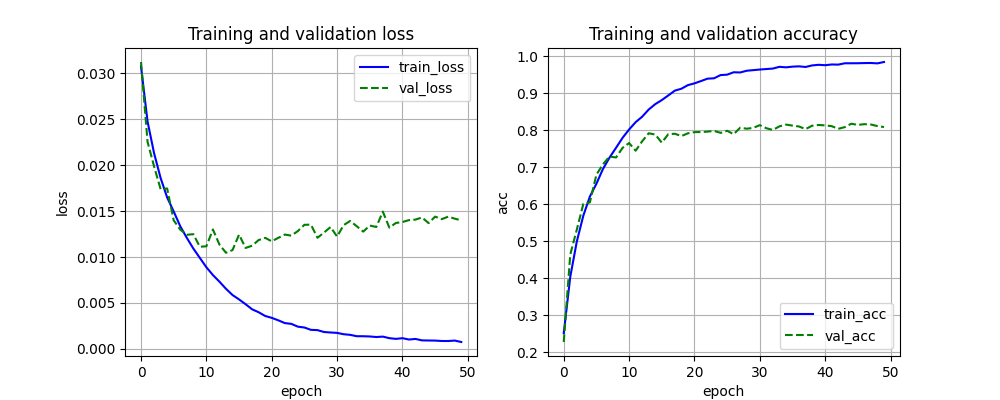 Training and validation loss
0.030
0.025
0.020
0.015
0.010
0.005
0.000
loss
train_loss
val_loss
0 10 20 30 40 50
epoch
Training and validation accuracy
1.0
0.9
0.8
0.7
0.6
0.5
0.4
0.3
0.2
acc
train_acc
val_acc
0 10 20 30 40 50
epoch